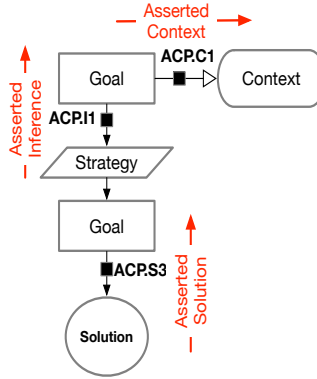 Asserted
Context
ACP.C1
Goal
Context
Asserted
Inference
ACP.I1
Strategy
Goal
Asserted
Solution
ACP.S3
Solution